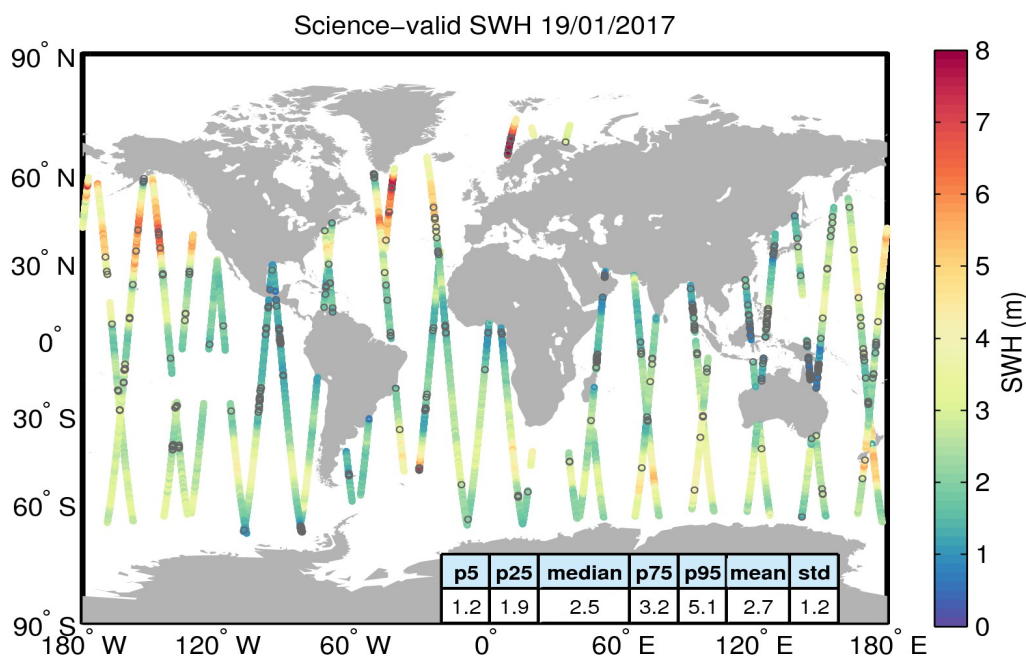 Science−valid SWH 19/01/2017
90° N
60° N
30° N
0°
30° S
60° S
90° S
180° W
120° W
60° W
0°
60° E
120° E
180° E
p5 p25 median p75 p95 mean std
1.2 1.9 2.5 3.2 5.1 2.7 1.2
8
7
6
5
4
3
2
1
0
SWH (m)